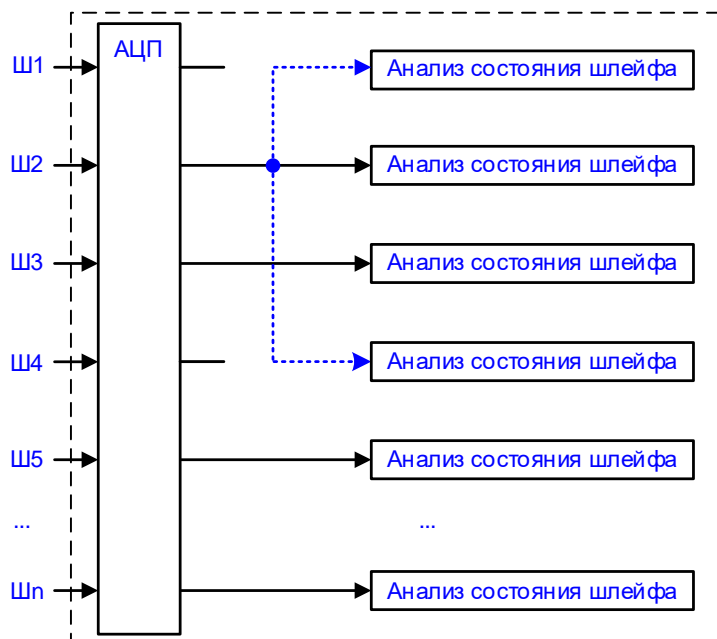 АЦП
Ш1
Анализ состояния шлейфа
Ш2
Анализ состояния шлейфа
Ш3
Анализ состояния шлейфа
Ш4
Анализ состояния шлейфа
Ш5
Анализ состояния шлейфа
...
...
Шn
Анализ состояния шлейфа